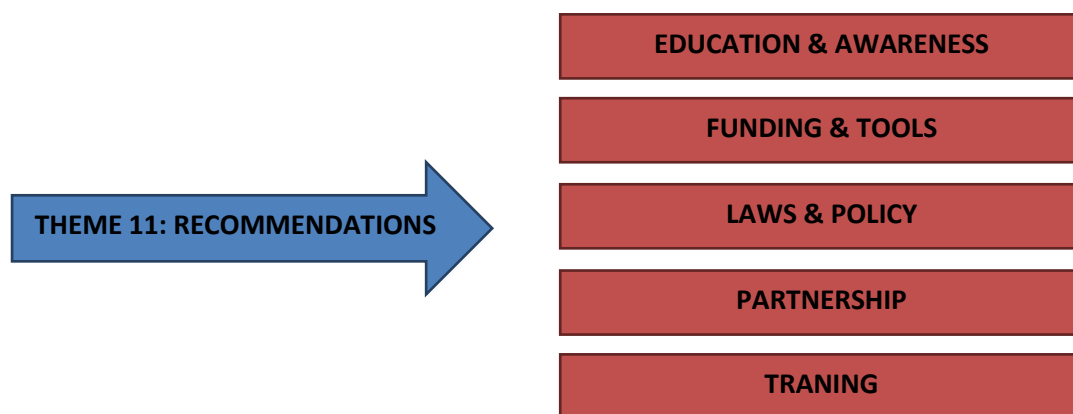 EDUCATION & AWARENESS
FUNDING & TOOLS
THEME 11: RECOMMENDATIONS
LAWS & POLICY
PARTNERSHIP
TRANING